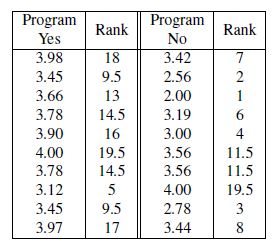 Program Yes Rank Program No Rank
3.98 18 3.42 7
3.45 9.5 2.56 2
3.66 13 2.00 1
3.78 14.5 3.19 6
3.90 16 3.00 4
4.00 19.5 3.56 11.5
3.78 14.5 3.56 11.5
3.12 5 4.00 19.5
3.45 9.5 2.78 3
3.97 17 3.44 8